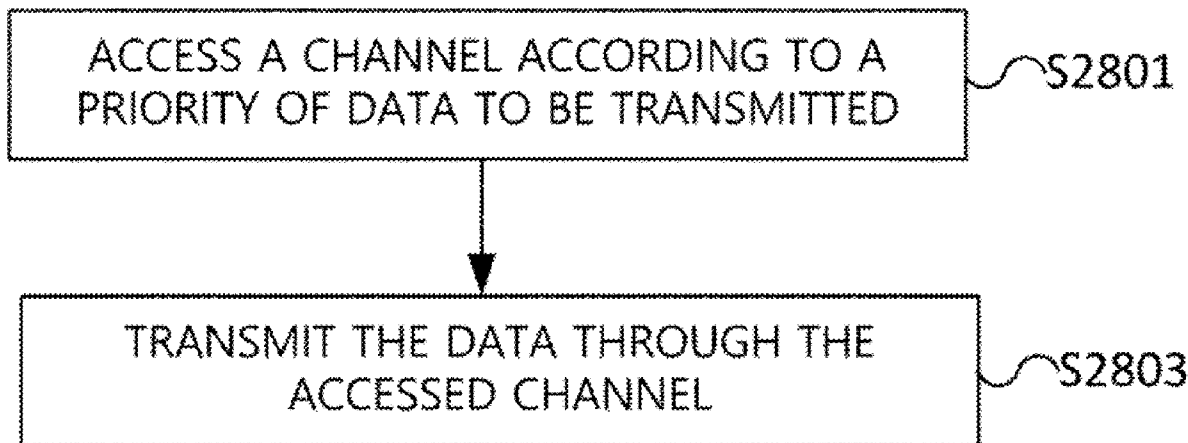 ACCESS A CHANNEL ACCORDING TO A
PRIORITY OF DATA TO BE TRANSMITTED
S2801
TRANSMIT THE DATA THROUGH THE
ACCESSED CHANNEL
S2803